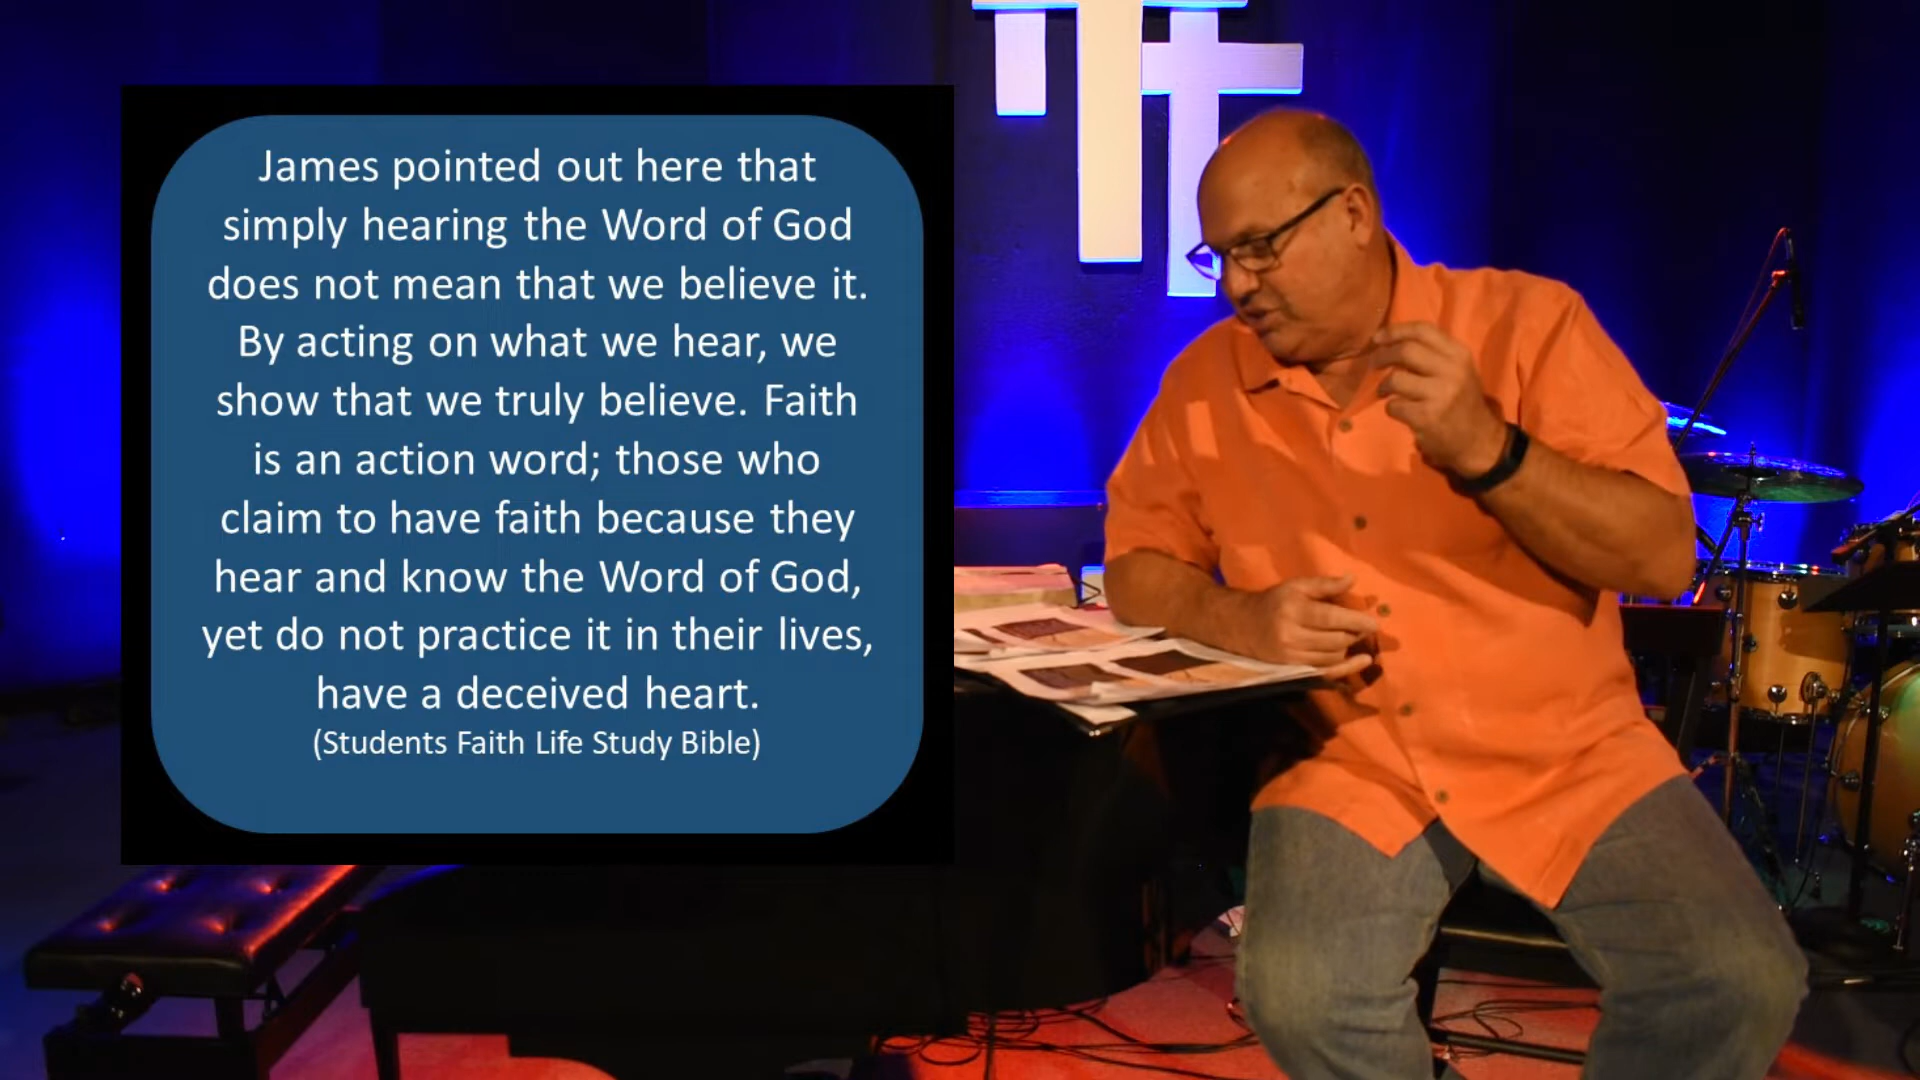 James pointed out here that
simply hearing the Word of God
does not mean that we believe it.
By acting on what we hear, we
show that we truly believe. Faith
is an action word; those who
claim to have faith because they
hear and know the Word of God,
yet do not practice it in their lives,
have a deceived heart.
(Students Faith Life Study Bible)